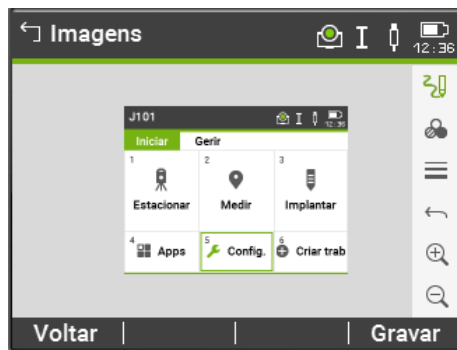 Imagens
12:36
J101
12:36
Iniciar Gerir
1 2 3
Estacionar Medir Implantar
4 5 6
Apps Config. Criar trab
Voltar Gravar